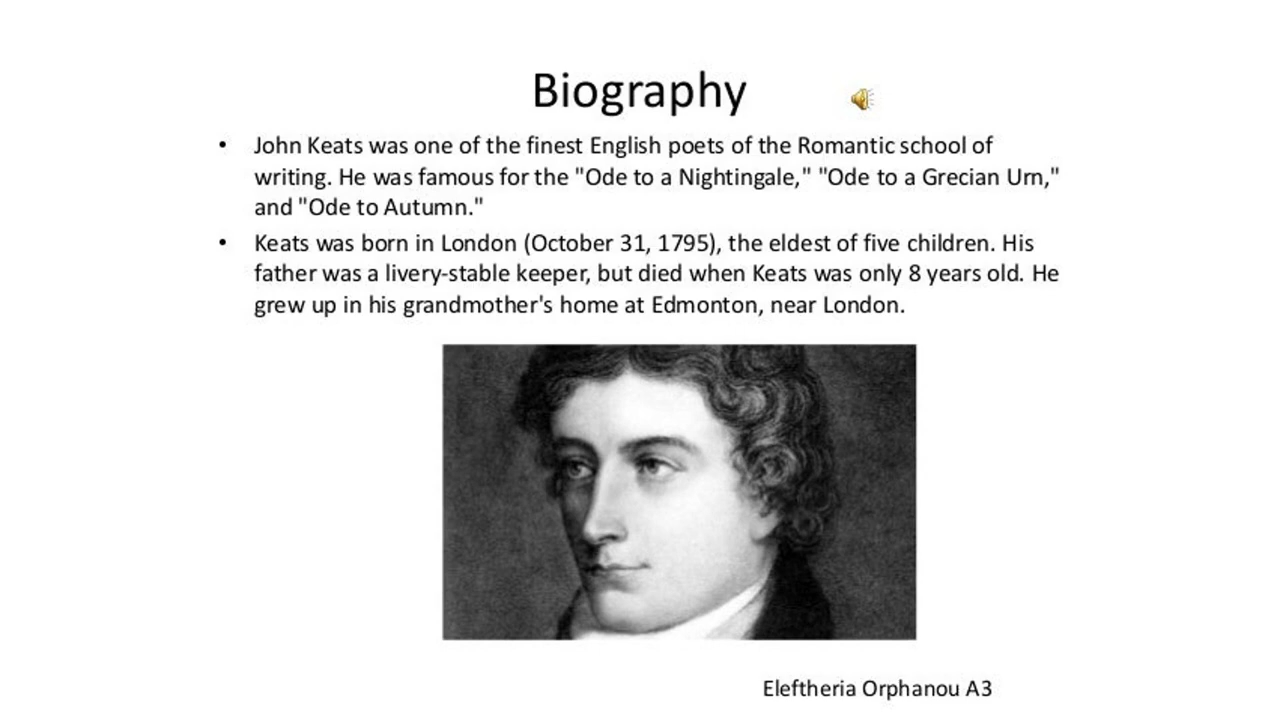 Biography
• John Keats was one of the finest English poets of the Romantic school of
writing. He was famous for the "Ode to a Nightingale," "Ode to a Grecian Urn,"
and "Ode to Autumn."
• Keats was born in London (October 31, 1795), the eldest of five children. His
father was a livery-stable keeper, but died when Keats was only 8 years old. He
grew up in his grandmother's home at Edmonton, near London.
Eleftheria Orphanou A3